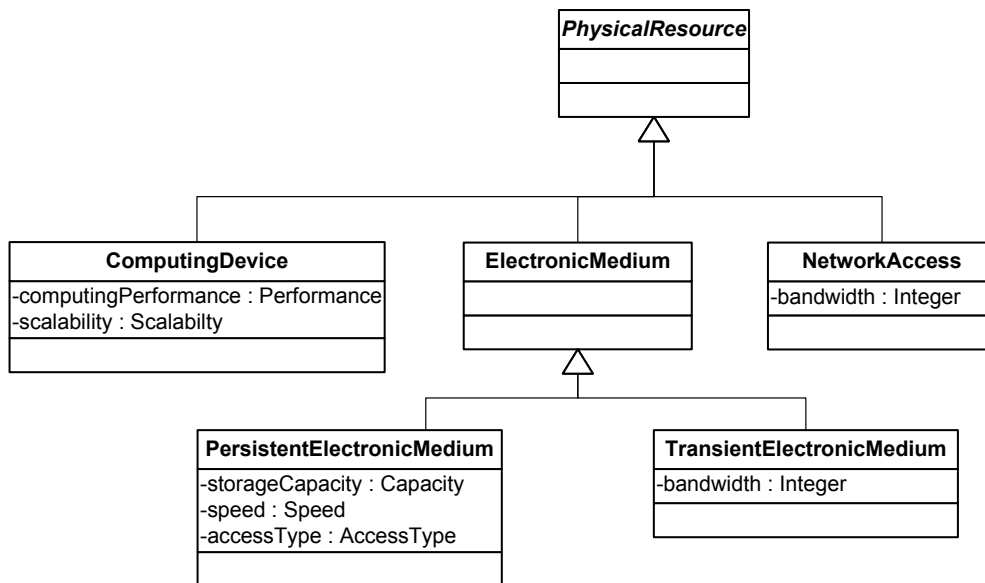 PhysicalResource
ComputingDevice
-computingPerformance : Performance
-scalability : Scalabilty
ElectronicMedium
NetworkAccess
-bandwidth : Integer
PersistentElectronicMedium
-storageCapacity : Capacity
-speed : Speed
-accessType : AccessType
TransientElectronicMedium
-bandwidth : Integer